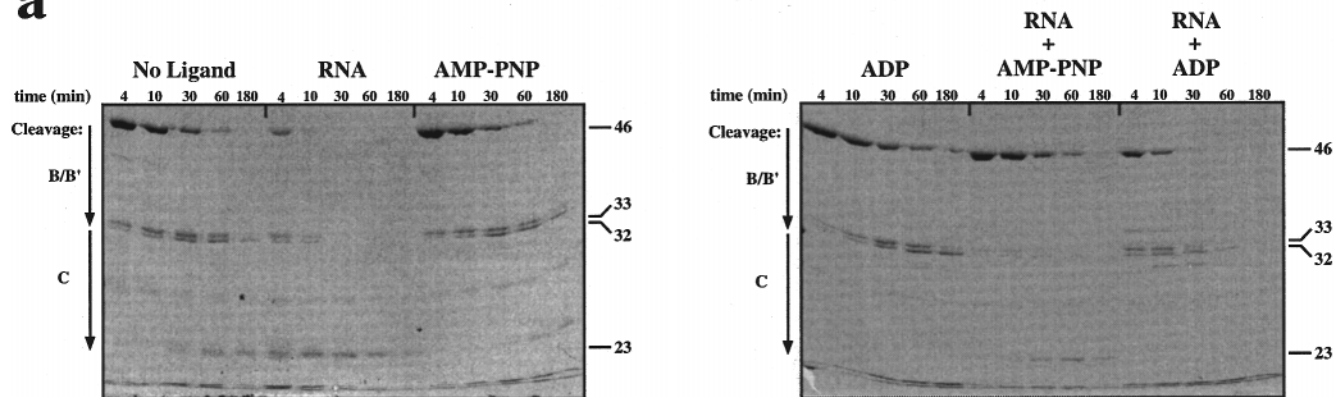 a
No Ligand RNA AMP-PNP
time (min) 4 10 30 60 180 4 10 30 60 180 4 10 30 60 180
Cleavage:
46
B/B'
33
32
C
23
RNA RNA
+ +
ADP AMP-PNP ADP
time (min) 4 10 30 60 180 4 10 30 60 180 4 10 30 60 180
Cleavage:
46
B/B'
33
32
C
23